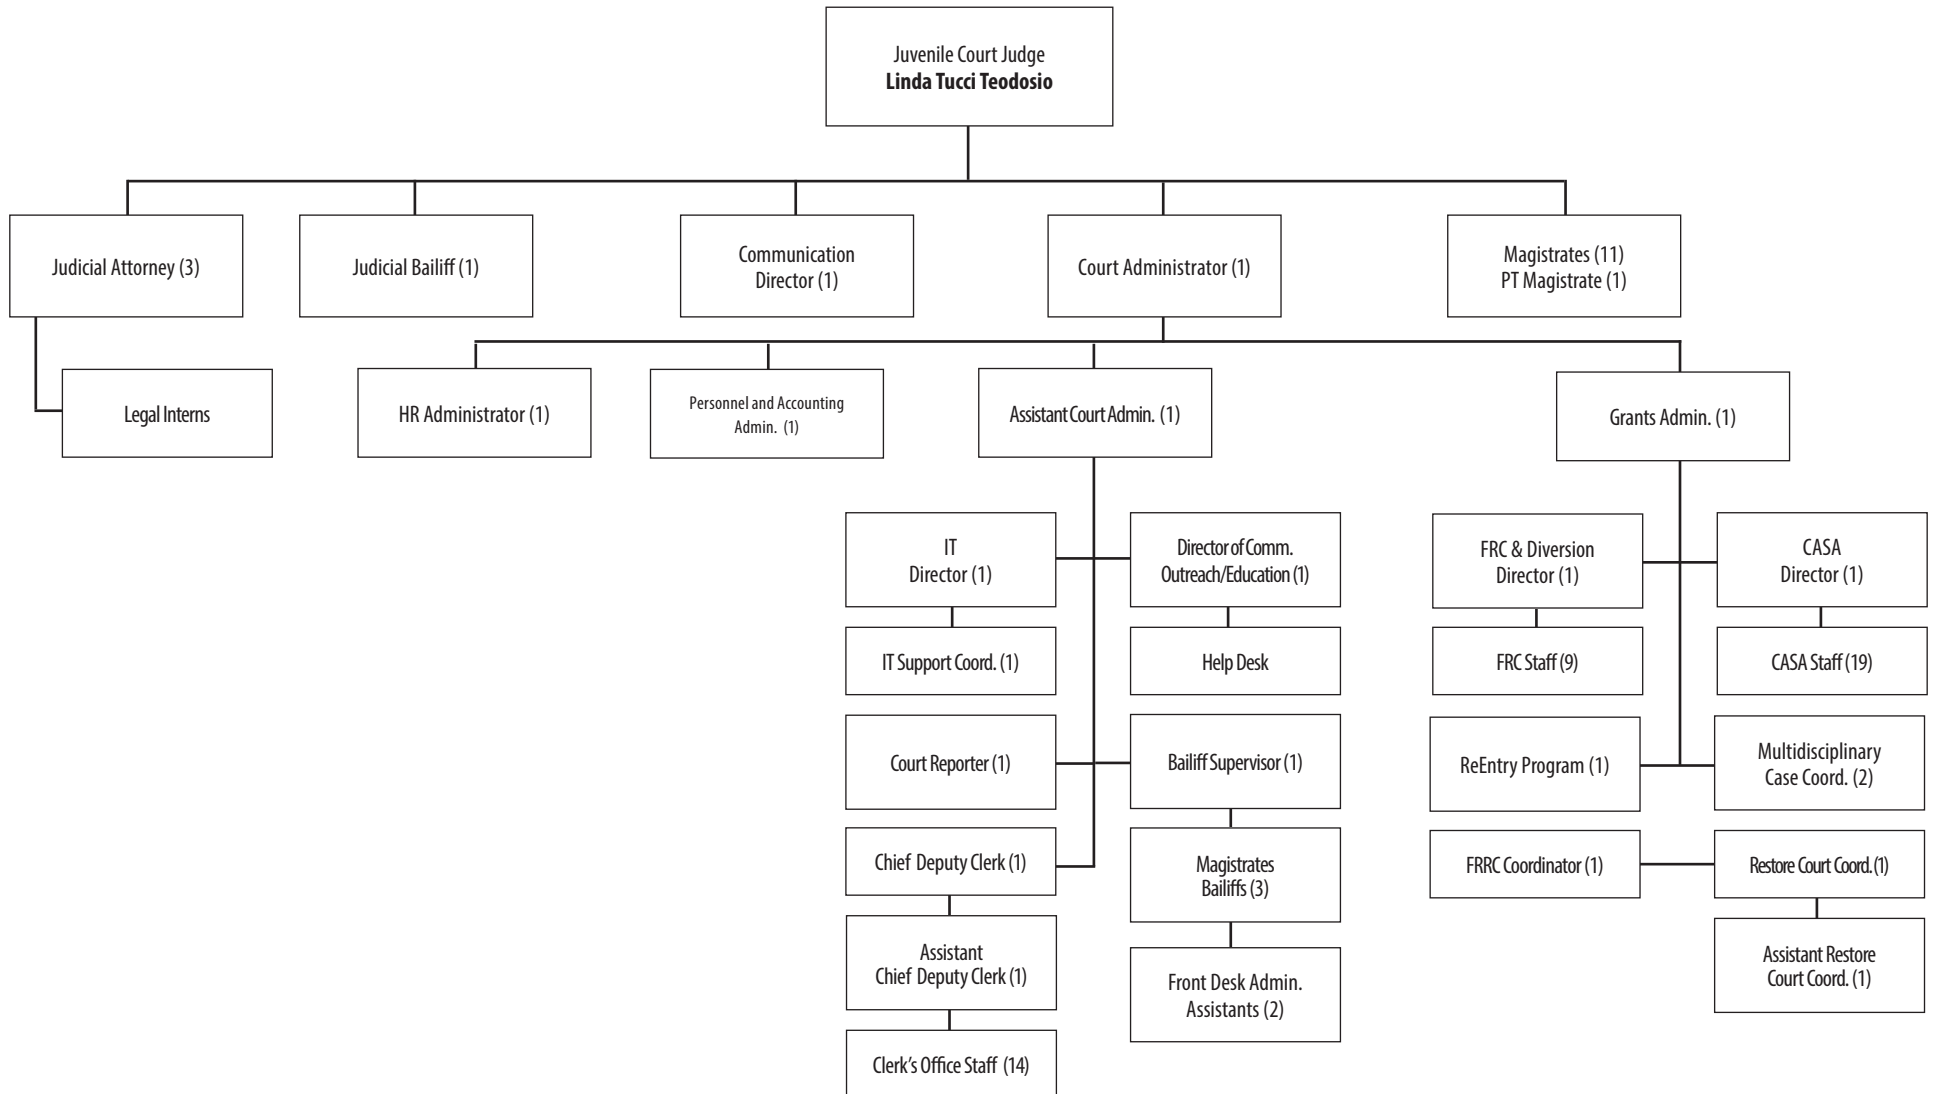 Juvenile Court Judge
Linda Tucci Teodosio
Judicial Attorney (3)
Judicial Bailiff (1)
Communication
Director (1)
Court Administrator (1)
Magistrates (11)
PT Magistrate (1)
Legal Interns
HR Administrator (1)
Personnel and Accounting
Admin. (1)
Assistant Court Admin. (1)
Grants Admin. (1)
IT
Director (1)
Director of Comm.
Outreach/Education (1)
FRC & Diversion
Director (1)
CASA
Director (1)
IT Support Coord. (1)
Help Desk
FRC Staff (9)
CASA Staff (19)
Court Reporter (1)
Bailiff Supervisor (1)
ReEntry Program (1)
Multidisciplinary
Case Coord. (2)
Chief Deputy Clerk (1)
Magistrates
Bailiffs (3)
FRRC Coordinator (1)
Restore Court Coord. (1)
Assistant
Chief Deputy Clerk (1)
Front Desk Admin.
Assistants (2)
Assistant Restore
Court Coord. (1)
Clerk's Office Staff (14)